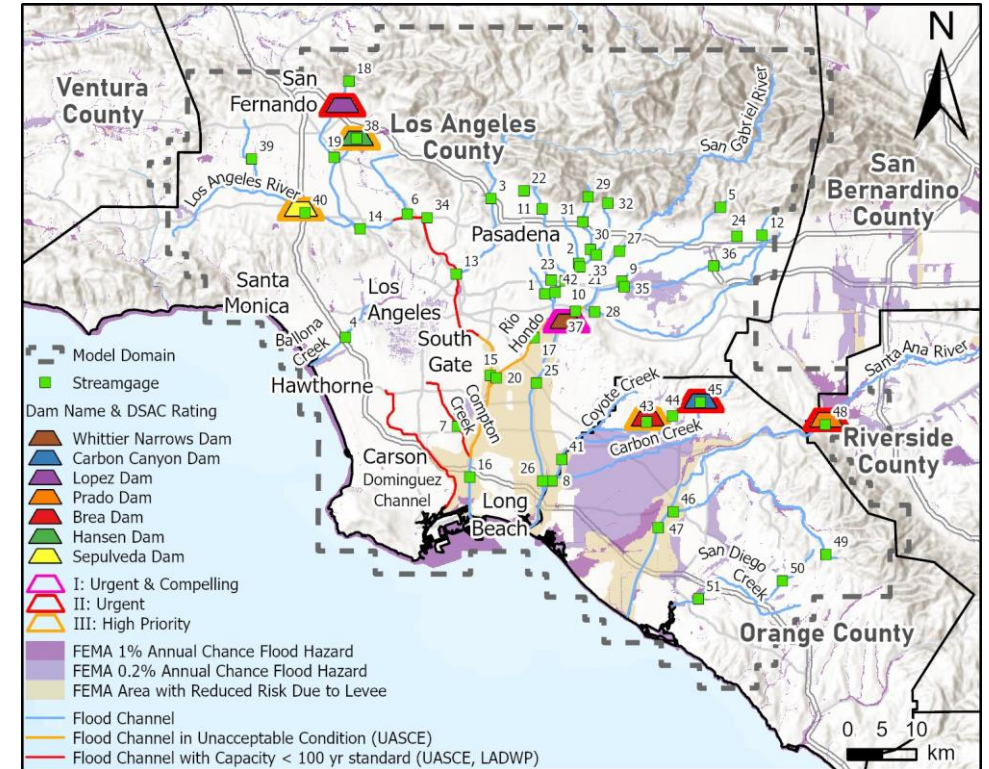 N
Ventura
County
San
Fernando
18
38
Los Angeles
County
San Gabriel River
San
Bernardino
County
39
19
Los Angeles River
40
14
6
34
3
22
11
29
31
32
5
24
12
Pasadena
30
27
2
33
36
13
23
21
9
35
1
42
10
28
37
Santa
Monica
Los
Angeles
Ballona
Creek
4
South
Gate
Rio
Hondo
17
Hawthorne
15
20
25
Compton
Creek
7
Coyote Creek
43
44
45
Carbon Creek
Santa Ana River
48
Riverside
County
Carson
Dominguez
Channel
16
26
41
8
Long
Beach
46
47
San Diego
Creek
49
50
51
Orange County
Model Domain
Streamgage
Dam Name & DSAC Rating
Whittier Narrows Dam
Carbon Canyon Dam
Lopez Dam
Prado Dam
Brea Dam
Hansen Dam
Sepulveda Dam
I: Urgent & Compelling
II: Urgent
III: High Priority
FEMA 1% Annual Chance Flood Hazard
FEMA 0.2% Annual Chance Flood Hazard
FEMA Area with Reduced Risk Due to Levee
Flood Channel
Flood Channel in Unacceptable Condition (UASCE)
Flood Channel with Capacity < 100 yr standard (UASCE, LADWP)
0 5 10
km